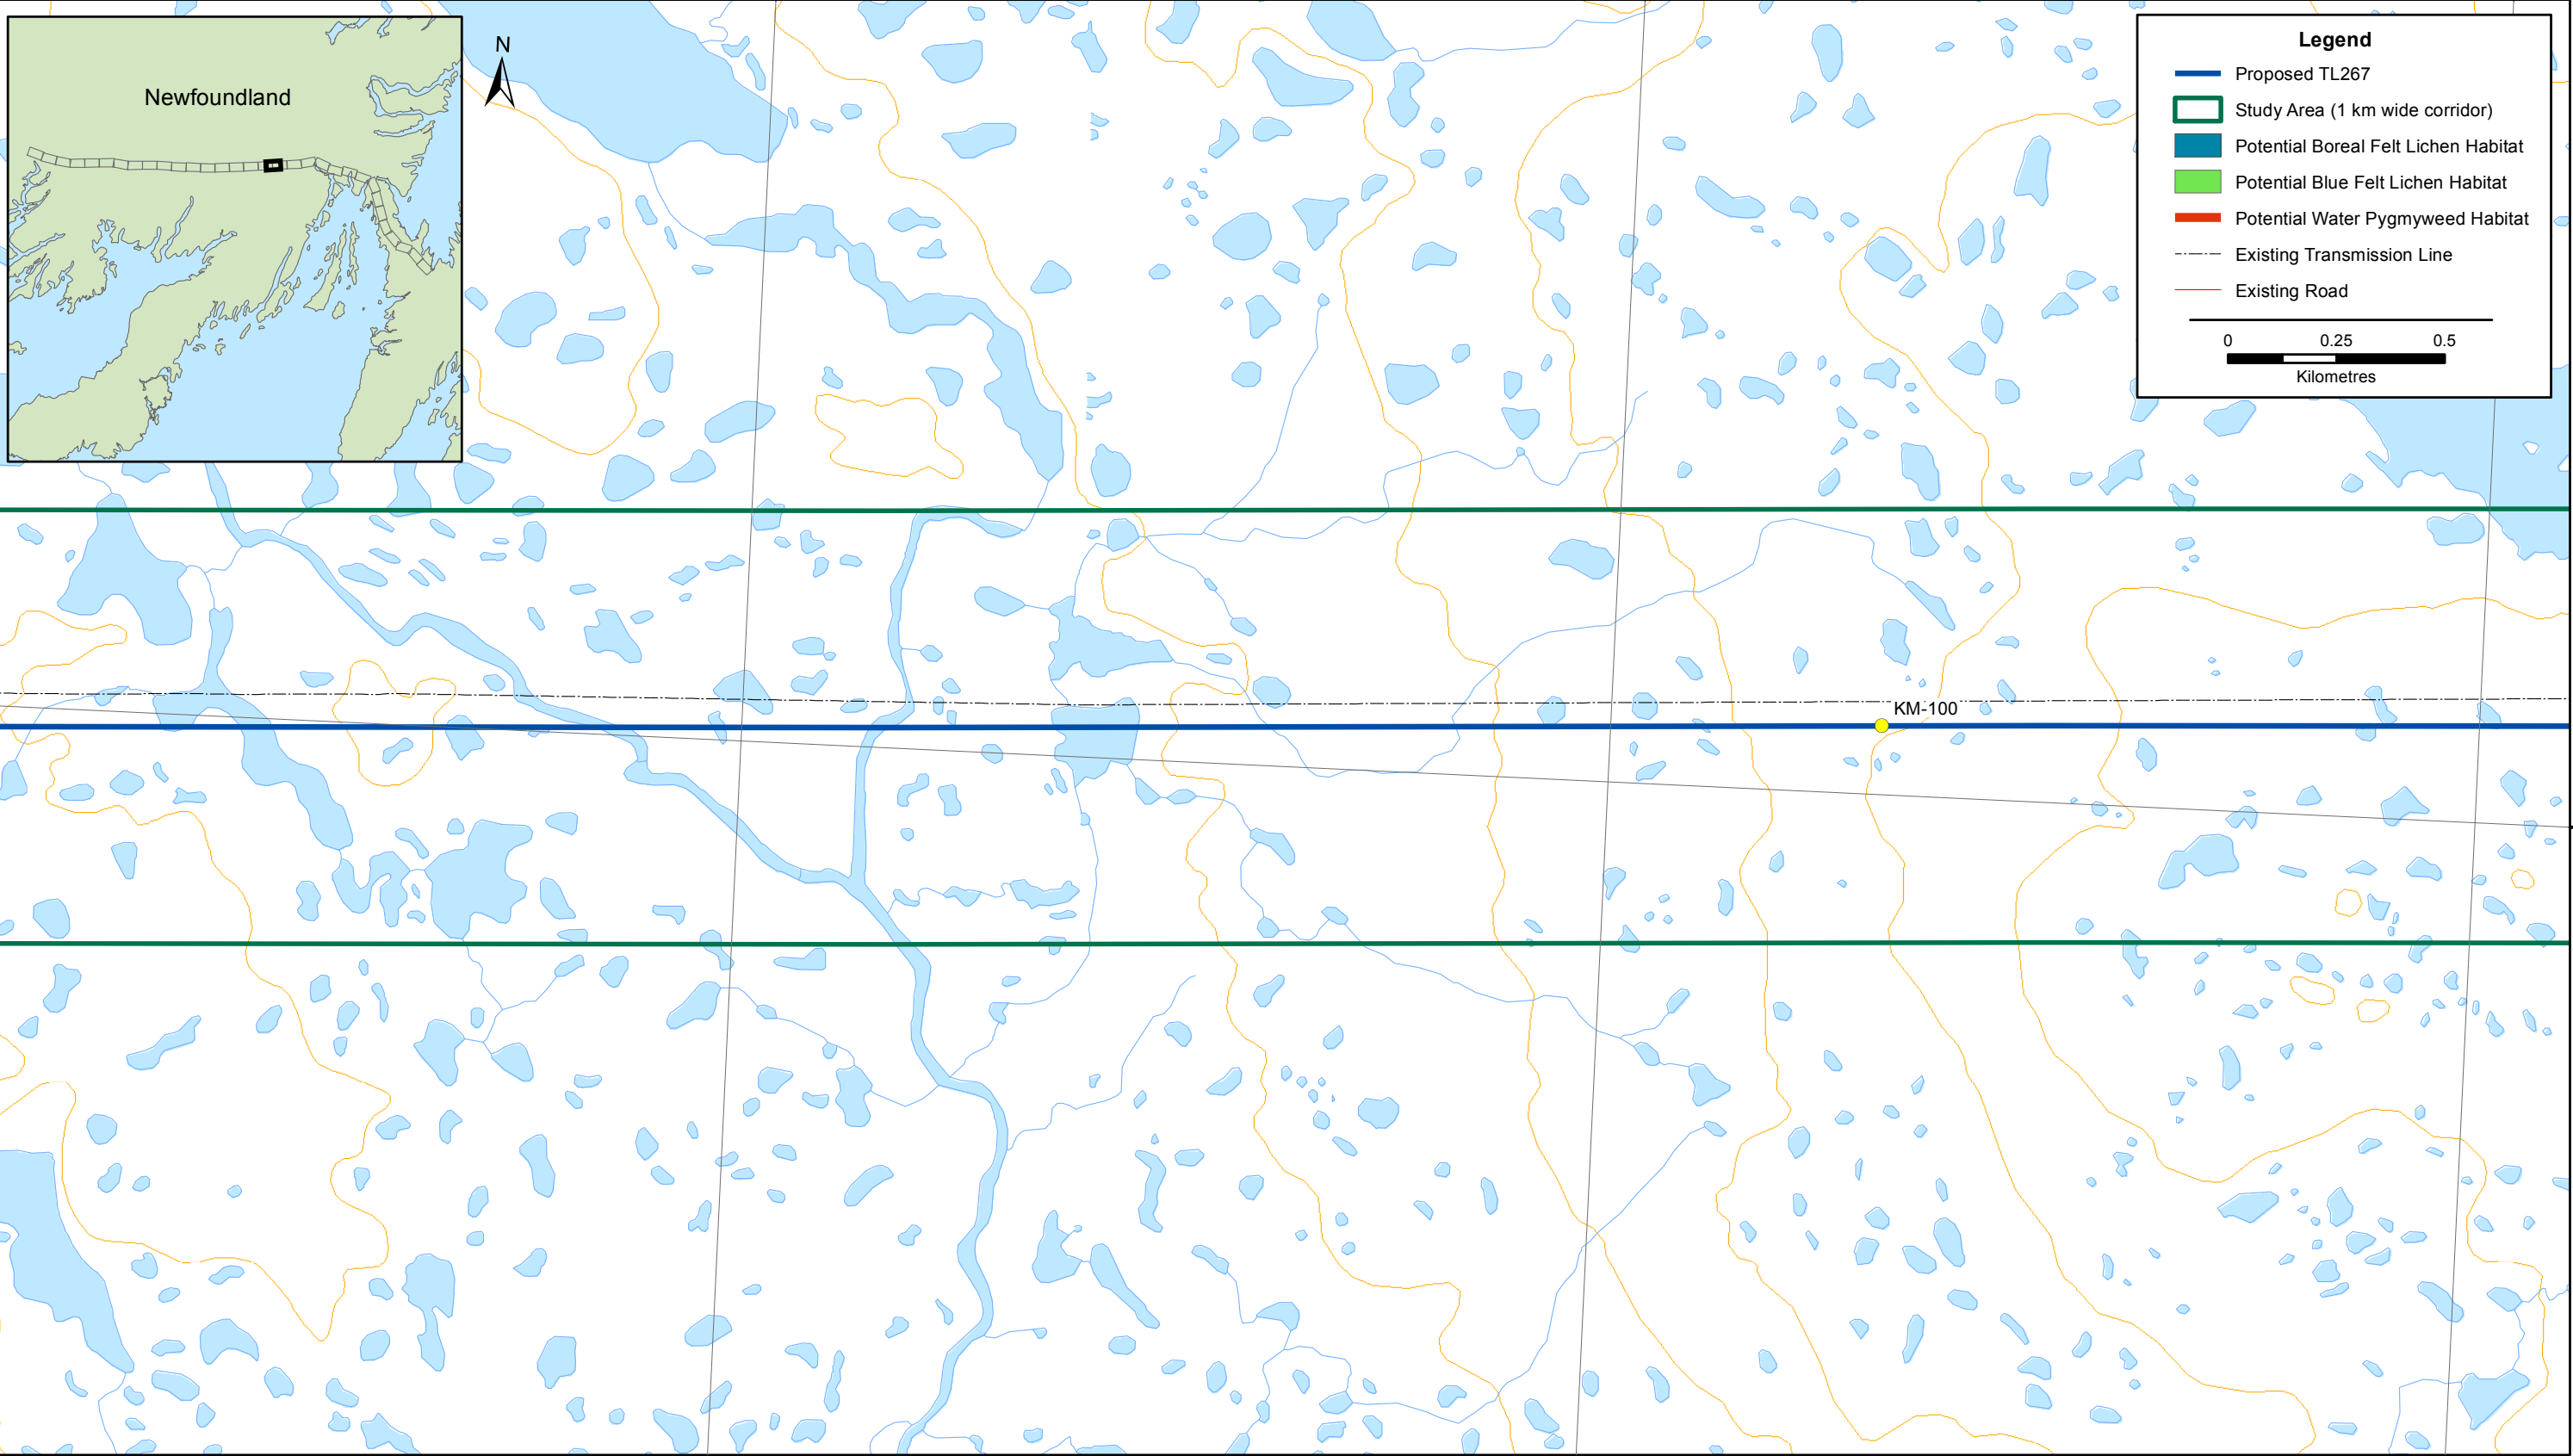 Newfoundland
N
Legend
Proposed TL267
Study Area (1 km wide corridor)
Potential Boreal Felt Lichen Habitat
Potential Blue Felt Lichen Habitat
Potential Water Pygmyweed Habitat
Existing Transmission Line
Existing Road
0 0.25 0.5
Kilometres
KM-100